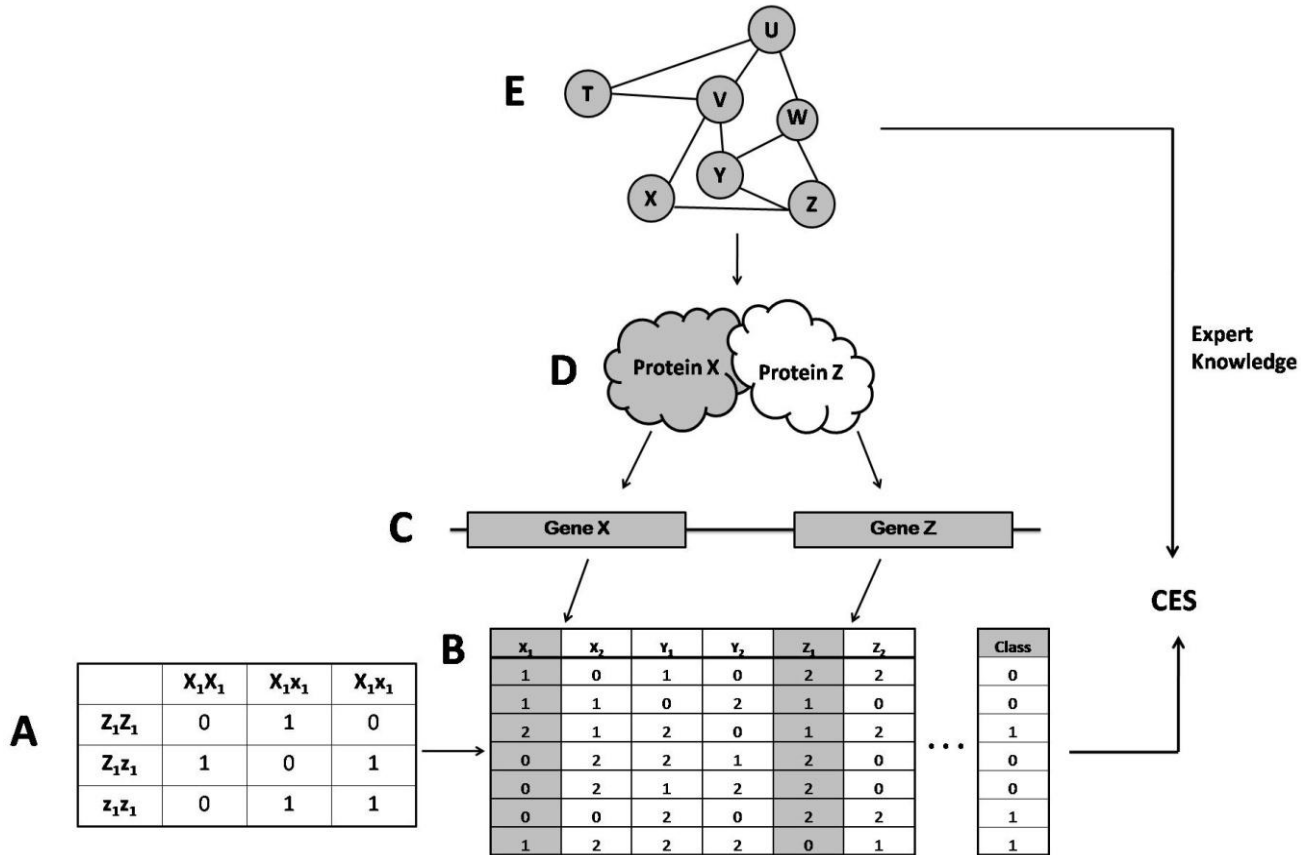 U
E
T
V
W
Y
X
Z
Expert
Knowledge
D
Protein X
Protein Z
C
Gene X
Gene Z
CES
B
X₁ X₂ Y₁ Y₂ Z₁ Z₂ Class
1 0 1 0 2 2 0
1 1 0 2 1 0 0
2 1 2 0 1 2 1
0 2 2 1 2 0 ... 0
0 2 1 2 2 0 0
0 0 2 0 2 2 1
1 2 2 2 0 1 1
A
X₁X₁ X₁x₁ X₁x₁
Z₁Z₁ 0 1 0
Z₁z₁ 1 0 1
z₁z₁ 0 1 1